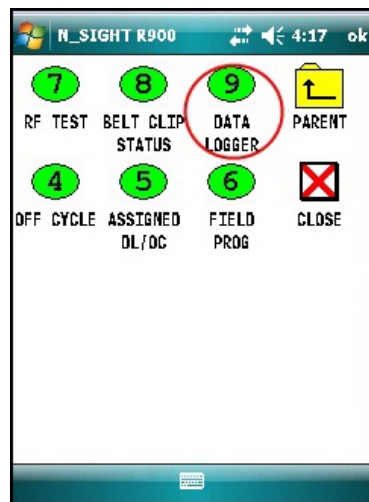 N_SIGHT R900 4:17 ok
7 8 9
RF TEST BELT CLIP STATUS DATA LOGGER PARENT
4 5 6
OFF CYCLE ASSIGNED DL/OC FIELD PROG CLOSE